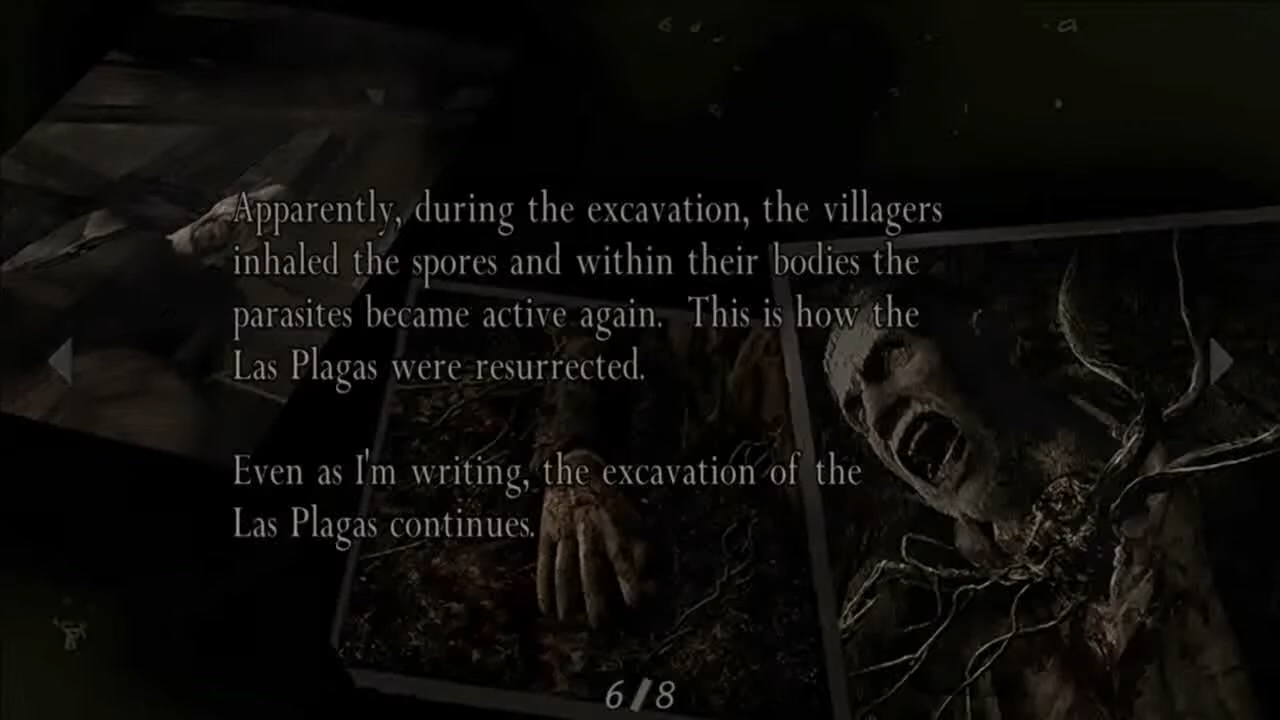 Apparently, during the excavation, the villagers
inhaled the spores and within their bodies the
parasites became active again.  This is how the
Las Plagas were resurrected.
Even as I'm writing, the excavation of the
Las Plagas continues.
6/8